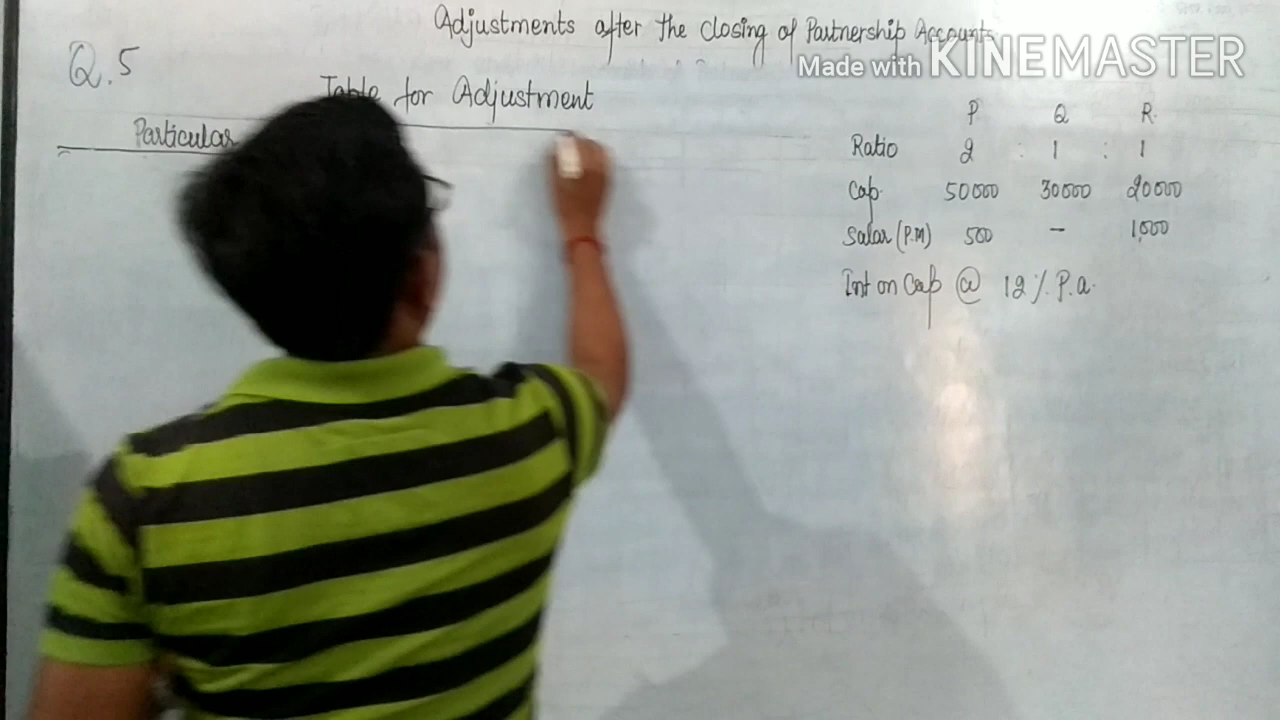 Adjustments after the closing of Partnership Accounts
Made with KINEMASTER
Q.5
Table for Adjustment
Particular
P Q R
Ratio 2 : 1 : 1
Cap. 50000 30000 20000
Salar (P.M) 500 - 1,000
Int on Cap @ 12% P.a.